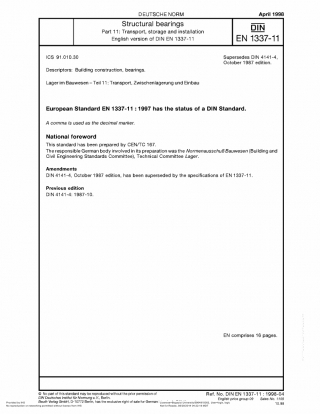 DEUTSCHE NORM
April 1998
Structural bearings
Part 11: Transport, storage and installation
English version of DIN EN 1337-11
DIN
EN 1337-11
ICS 91.010.30
Supersedes DIN 4141-4,
October 1987 edition.
Descriptors: Building construction, bearings.
Lager im Bauwesen – Teil 11: Transport, Zwischenlagerung und Einbau
European Standard EN 1337-11 : 1997 has the status of a DIN Standard.
A comma is used as the decimal marker.
National foreword
This standard has been prepared by CEN/TC 167.
The responsible German body involved in its preparation was the Normenausschuß Bauwesen (Building and
Civil Engineering Standards Committee), Technical Committee Lager.
Amendments
DIN 4141-4, October 1987 edition, has been superseded by the specifications of EN 1337-11.
Previous edition
DIN 4141-4: 1987-10.
EN comprises 16 pages.
© No part of this standard may be reproduced without the prior permission of
DIN Deutsches Institut für Normung e.V., Berlin.
Beuth Verlag GmbH, D-10772 Berlin, has the exclusive right of sale for German
Ref. No. DIN EN 1337-11 : 1998-04
English price group 09 Sales No. 1109